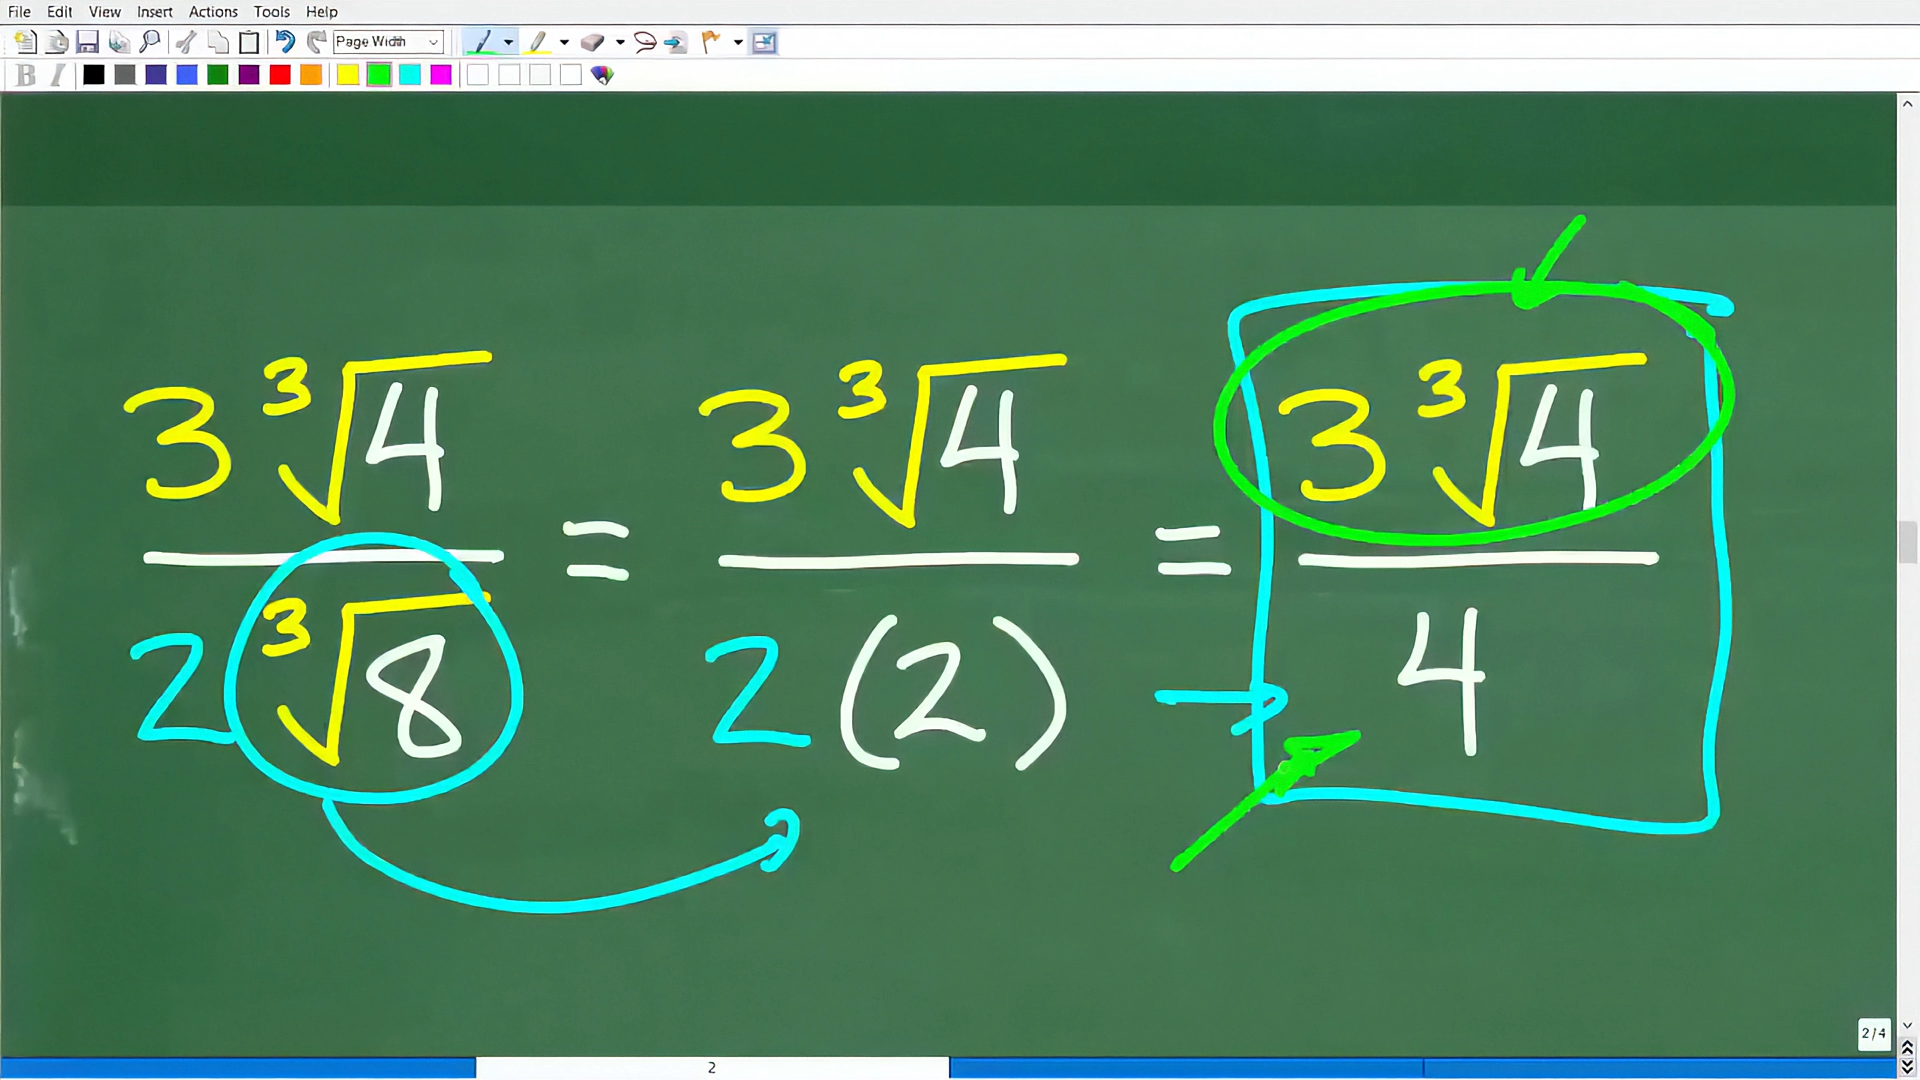 File Edit View Insert Actions Tools Help
Page Width
B I
3 ∛4 / 2 ∛8 = 3 ∛4 / 2 (2) = 3 ∛4 / 4
2/4
2